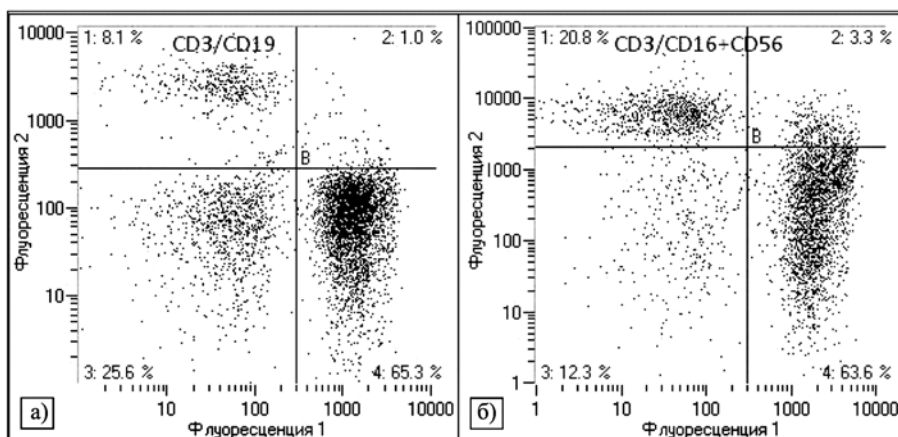 1: 8.1 %
CD3/CD19
2: 1.0 %
10000
1000
100
10
Флуоресценция 2
B
3: 25.6 %
4: 65.3 %
10
100
1000
10000
Флуоресценция 1
а)
1: 20.8 %
CD3/CD16+CD56
2: 3.3 %
100000
10000
1000
100
10
1
Флуоресценция 2
B
3: 12.3 %
4: 63.6 %
1
10
100
1000
10000
Флуоресценция 1
б)